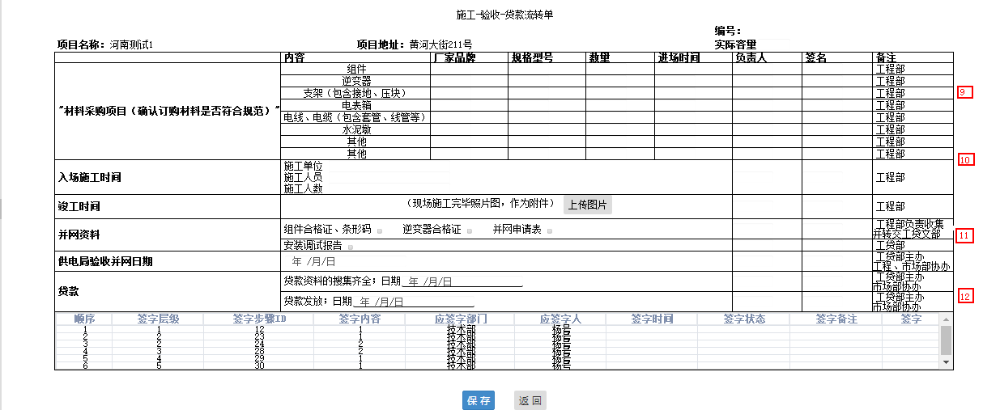 施工-验收-贷款流转单
编号：
项目名称：河南测试1 项目地址：黄河大街211号 实际容量
内容 厂家品牌 规格型号 数量 进场时间 负责人 签名 备注
"材料采购项目（确认订购材料是否符合规范）"
组件 工程部
逆变器 工程部
支架（包含接地、压块） 工程部 9
电表箱 工程部
电线、电缆（包含套管、线管等） 工程部
水泥墩 工程部
其他 工程部
其他 工程部
10
入场施工时间 施工单位
施工人员 工程部
施工人数
竣工时间 （现场施工完毕照片图，作为附件） 上传图片 工程部
并网资料 组件合格证、条形码 逆变器合格证 并网申请表 工程部负责收集
并转交工贷文部 11
安装调试报告 工贷部
供电局验收并网日期 年 /月/日 工贷部主办
工程、市场部协办
贷款 贷款资料的搜集齐全；日期 年 /月/日 工贷部主办
市场部协办
贷款发放；日期 年 /月/日 工贷部主办
市场部协办 12
顺序 签字层级 签字步骤ID 签字内容 应签字部门 应签字人 签字时间 签字状态 签字备注 签字
1 1 12 1 技术部 杨号
2 2 23 1 技术部 杨号
3 2 24 2 技术部 杨号
4 3 28 2 技术部 杨号
5 4 29 1 技术部 杨号
6 5 30 1 技术部 杨号
保存 返回